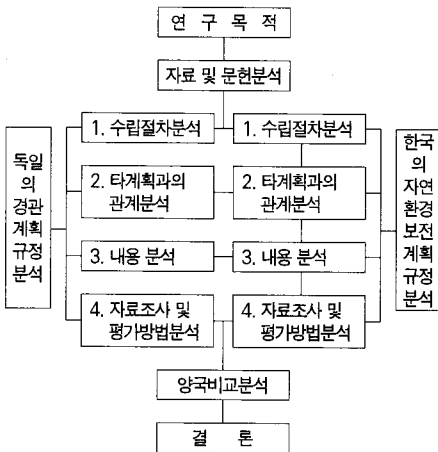 연 구 목 적
자료 및 문헌분석
독일
의
경관
계획
규정
분석
1. 수립절차분석
2. 타계획과의
관계분석
3. 내용 분석
4. 자료조사 및
평가방법분석
1. 수립절차분석
2. 타계획과의
관계분석
3. 내용 분석
4. 자료조사 및
평가방법분석
한국
의
자연
환경
보전
계획
규정
분석
양국비교분석
결 론